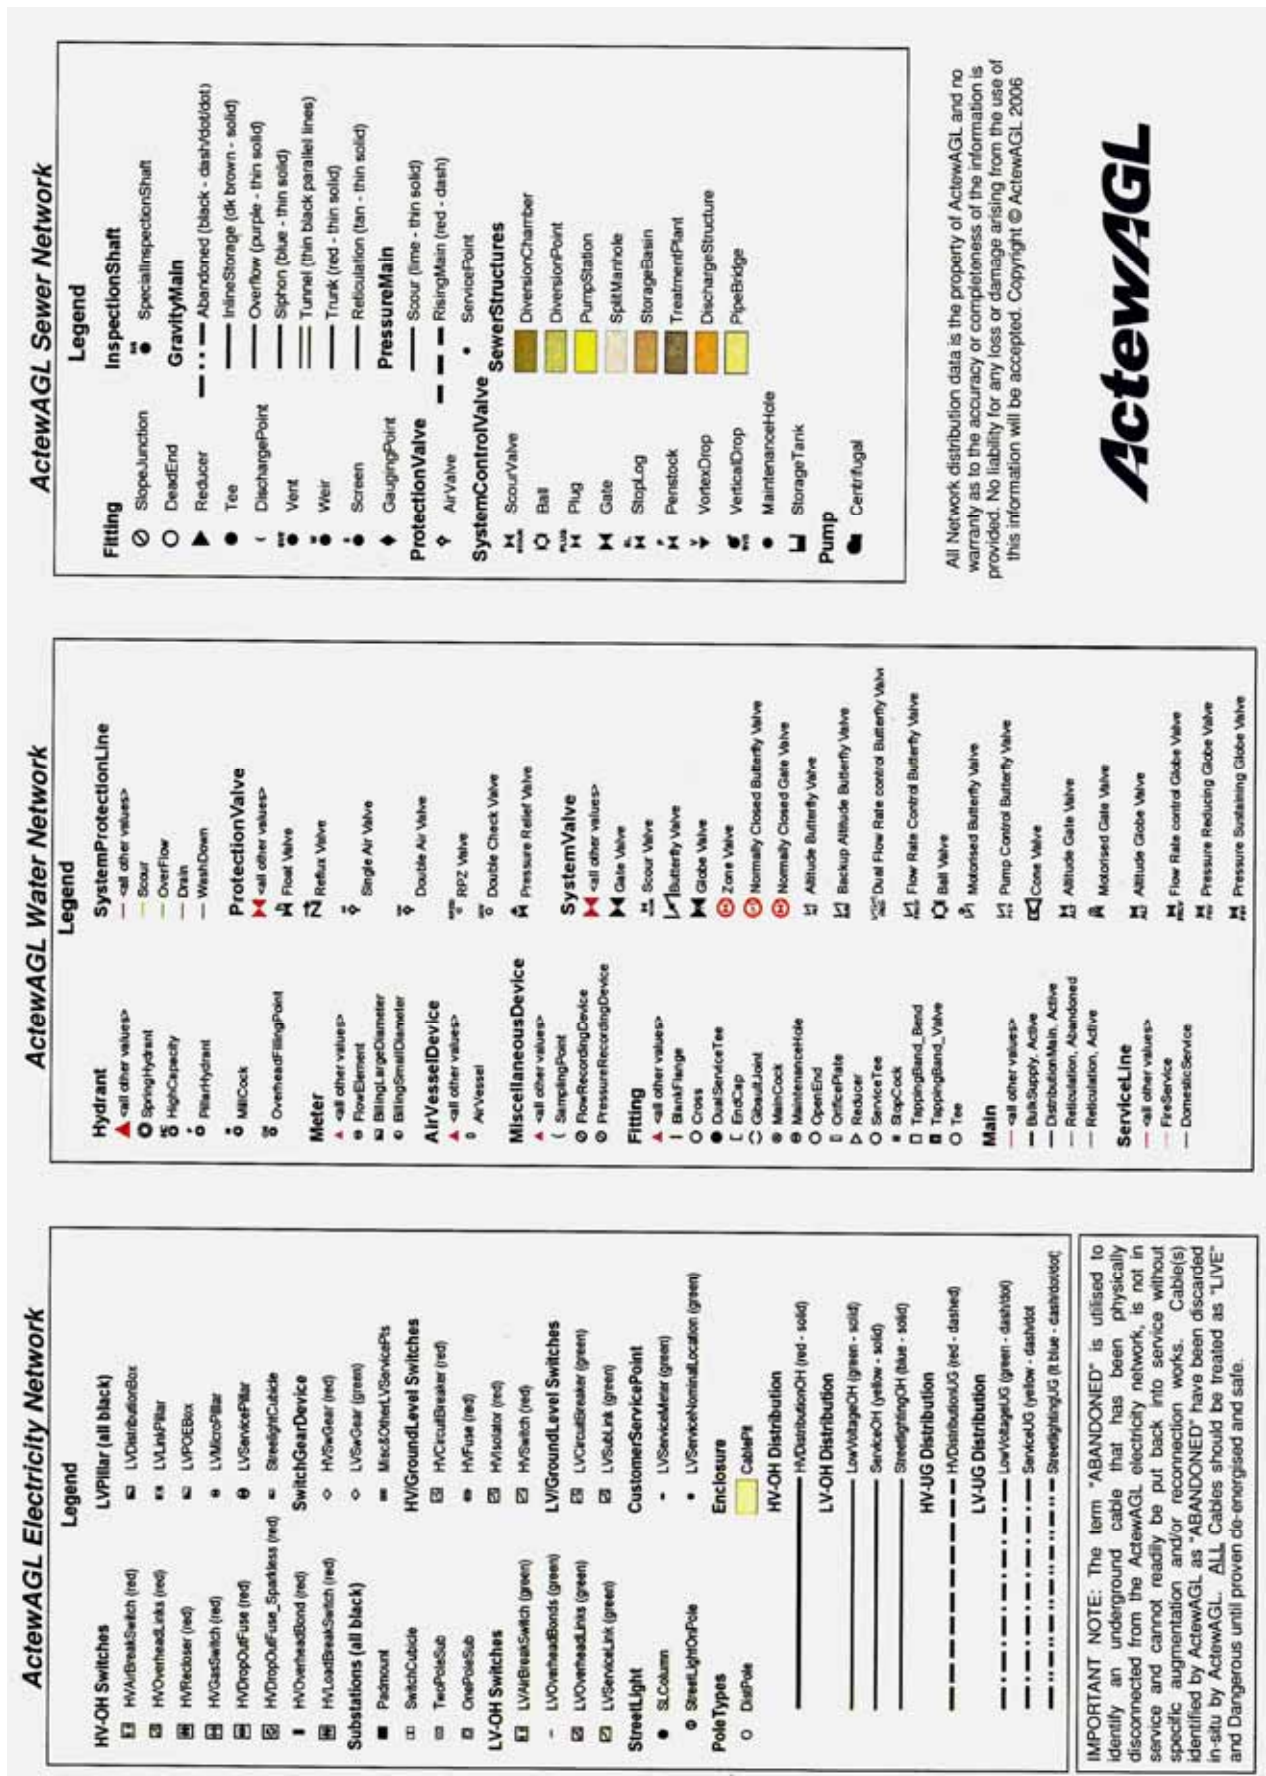 ActewAGL Electricity Network
Legend
HV-OH Switches
HVAirBreakSwitch (red)
HVOverheadLinks (red)
HVRecloser (red)
HVGasSwitch (red)
HVDropOutFuse (red)
HVDropOutFuse_Sparkless (red)
HVOverheadBond (red)
HVLoadBreakSwitch (red)
Substations (all black)
Padmount
SwitchCubicle
TwoPoleSub
OnePoleSub
LV-OH Switches
LVAirBreakSwitch (green)
LVOverheadBonds (green)
LVOverheadLinks (green)
LVServiceLink (green)
StreetLight
SLColumn
StreetLightOnPole
PoleTypes
DistPole
LVPillar (all black)
LVDistributionBox
LVLinkPillar
LVPOEBox
LVMicroPillar
LVServicePillar
StreelightCubicle
SwitchGearDevice
HVSwGear (red)
LVSwGear (green)
Misc&OtherLVServicePts
HV/GroundLevel Switches
HVCircuitBreaker (red)
HVFuse (red)
HVIsolator (red)
HVSwitch (red)
LV/GroundLevel Switches
LVCircuitBreaker (green)
LVSubLink (green)
CustomerServicePoint
LVServiceMeter (green)
LVServiceNominalLocation (green)
Enclosure
CablePit
HV-OH Distribution
HVDistributionOH (red - solid)
LV-OH Distribution
LowVoltageOH (green - solid)
ServiceOH (yellow - solid)
StreetlightingOH (blue - solid)
HV-UG Distribution
HVDistributionUG (red - dashed)
LV-UG Distribution
LowVoltageUG (green - dash/dot)
ServiceUG (yellow - dash/dot
StreetlightingUG (lt blue - dash/dot/dot)
IMPORTANT NOTE: The term "ABANDONED" is utilised to
identify an underground cable that has been physically
disconnected from the ActewAGL electricity network, is not in
service and cannot readily be put back into service without
specific augmentation and/or reconnection works. Cable(s)
identified by ActewAGL as "ABANDONED" have been discarded
in-situ by ActewAGL. ALL Cables should be treated as "LIVE"
and Dangerous until proven de-energised and safe.
ActewAGL Water Network
Legend
Hydrant
<all other values>
SpringHydrant
HighCapacity
PillarHydrant
MillCock
OverheadFillingPoint
Meter
<all other values>
FlowElement
BillingLargeDiameter
BillingSmallDiameter
AirVesselDevice
<all other values>
AirVessel
MiscellaneousDevice
<all other values>
SamplingPoint
FlowRecordingDevice
PressureRecordingDevice
Fitting
<all other values>
BlankFlange
Cross
DualServiceTee
EndCap
GibaultJoint
MainCock
MaintenanceHole
OpenEnd
OrificePlate
Reducer
ServiceTee
StopCock
TappingBand_Bend
TappingBand_Valve
Tee
Main
<all other values>
BulkSupply, Active
DistributionMain, Active
Reticulation, Abandoned
Reticulation, Active
ServiceLine
<all other values>
FireService
DomesticService
SystemProtectionLine
<all other values>
Scour
OverFlow
Drain
WashDown
ProtectionValve
<all other values>
Float Valve
Reflux Valve
Single Air Valve
Double Air Valve
RPZ Valve
Double Check Valve
Pressure Relief Valve
SystemValve
<all other values>
Gate Valve
Scour Valve
Butterfly Valve
Globe Valve
Zone Valve
Normally Closed Butterfly Valve
Normally Closed Gate Valve
Altitude Butterfly Valve
Backup Altitude Butterfly Valve
Dual Flow Rate control Butterfly Valve
Flow Rate Control Butterfly Valve
Ball Valve
Motorised Butterfly Valve
Pump Control Butterfly Valve
Cone Valve
Altitude Gate Valve
Motorised Gate Valve
Altitude Globe Valve
Flow Rate control Globe Valve
Pressure Reducing Globe Valve
Pressure Sustaining Globe Valve
ActewAGL Sewer Network
Legend
Fitting
SlopeJunction
DeadEnd
Reducer
Tee
DischargePoint
Vent
Weir
Screen
GaugingPoint
ProtectionValve
AirValve
SystemControlValve
ScourValve
Ball
Plug
Gate
StopLog
Penstock
VortexDrop
VerticalDrop
MaintenanceHole
StorageTank
Pump
Centrifugal
InspectionShaft
SpecialInspectionShaft
GravityMain
Abandoned (black - dash/dot/dot)
InlineStorage (dk brown - solid)
Overflow (purple - thin solid)
Siphon (blue - thin solid)
Tunnel (thin black parallel lines)
Trunk (red - thin solid)
Reticulation (tan - thin solid)
PressureMain
Scour (lime - thin solid)
RisingMain (red - dash)
ServicePoint
SewerStructures
DiversionChamber
DiversionPoint
PumpStation
SplitManhole
StorageBasin
TreatmentPlant
DischargeStructure
PipeBridge
All Network distribution data is the property of ActewAGL and no
warranty as to the accuracy or completeness of the information is
provided. No liability for any loss or damage arising from the use of
this information will be accepted. Copyright © ActewAGL 2006
ActewAGL